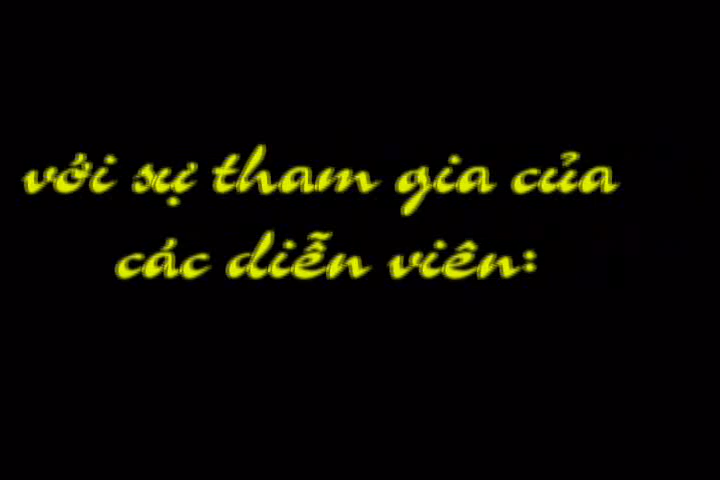 với sự tham gia của
các diễn viên: